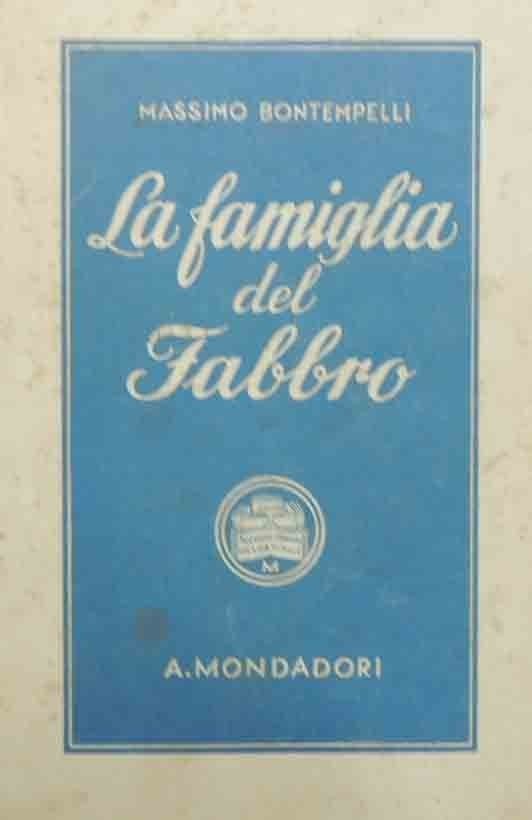 MASSIMO BONTEMPELLI
La famiglia
del
Fabbro
M
A. MONDADORI